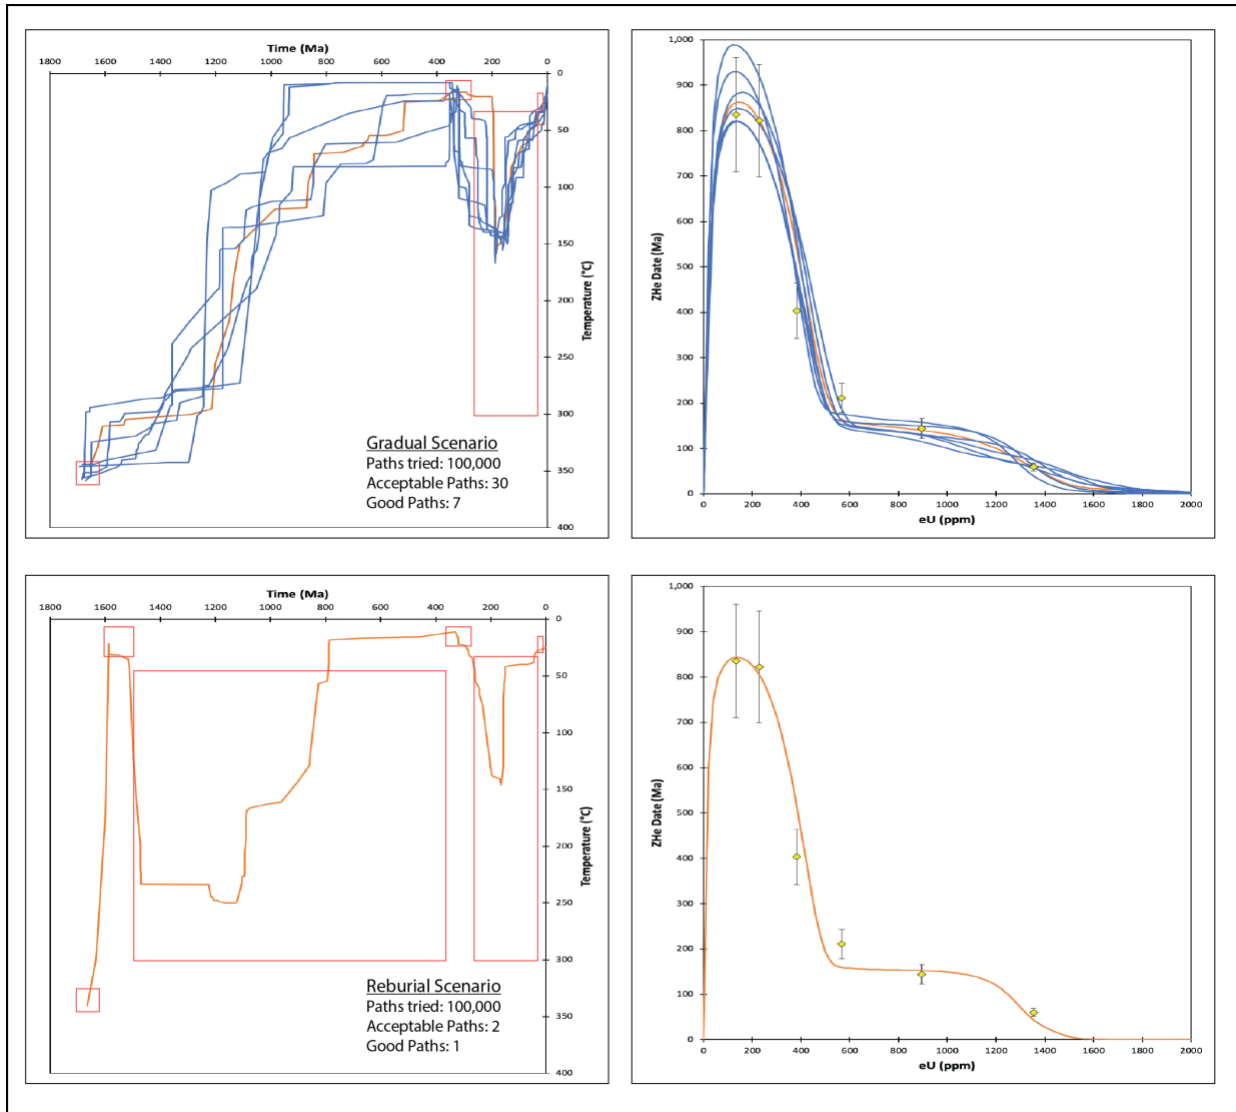 Time (Ma)
1800 1600 1400 1200 1000 800 600 400 200 0
0
50
100
150
200
250
300
350
400
Temperature (°C)
Gradual Scenario
Paths tried: 100,000
Acceptable Paths: 30
Good Paths: 7
1,000
900
800
700
600
500
400
300
200
100
0
ZHe Date (Ma)
0 200 400 600 800 1000 1200 1400 1600 1800 2000
eU (ppm)
Time (Ma)
1800 1600 1400 1200 1000 800 600 400 200 0
0
50
100
150
200
250
300
350
400
Temperature (°C)
Reburial Scenario
Paths tried: 100,000
Acceptable Paths: 2
Good Paths: 1
1,000
900
800
700
600
500
400
300
200
100
0
ZHe Date (Ma)
0 200 400 600 800 1000 1200 1400 1600 1800 2000
eU (ppm)